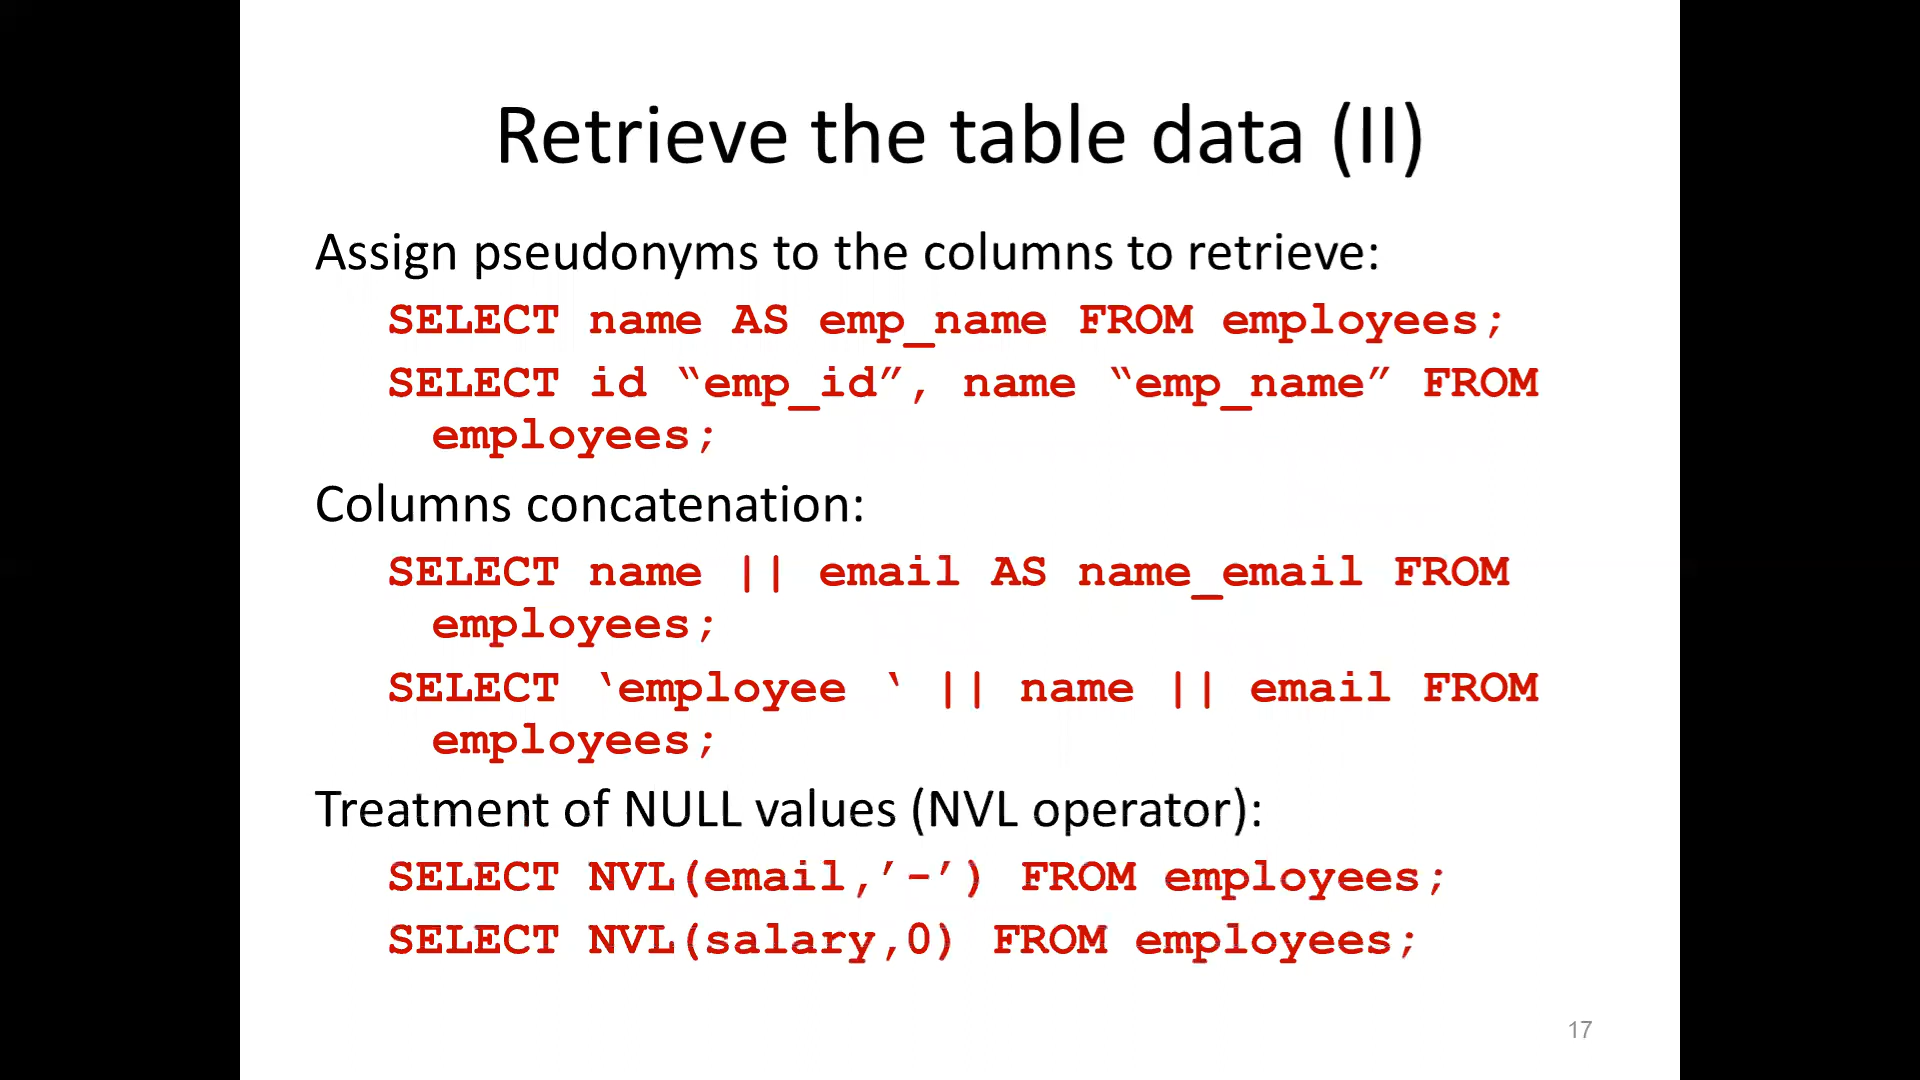 Retrieve the table data (II)
Assign pseudonyms to the columns to retrieve:
SELECT name AS emp_name FROM employees;
SELECT id “emp_id”, name “emp_name” FROM
employees;
Columns concatenation:
SELECT name || email AS name_email FROM
employees;
SELECT ‘employee ‘ || name || email FROM
employees;
Treatment of NULL values (NVL operator):
SELECT NVL(email,’-’) FROM employees;
SELECT NVL(salary,0) FROM employees;
17